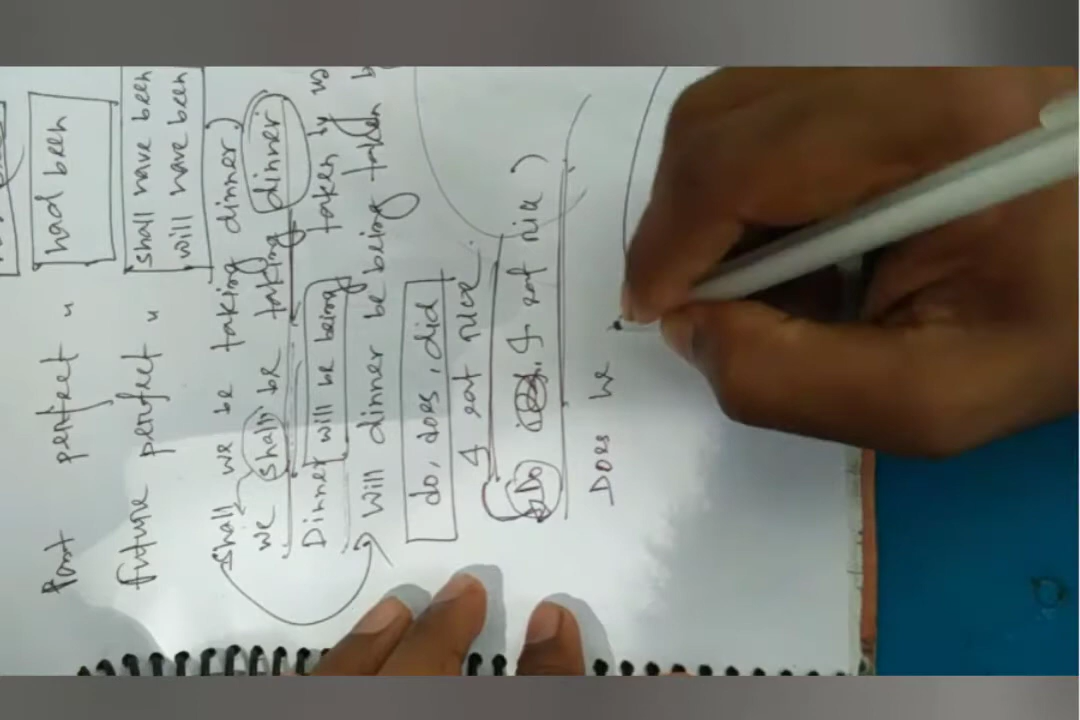 Past perfect " had been
future perfect " shall have been
will have been
Shall we be taking dinner)
we shall be taking dinner
Dinner will be being taken by us
Will dinner be being taken b
do, does, did
I eat rice.
Do I eat rice)
Does he